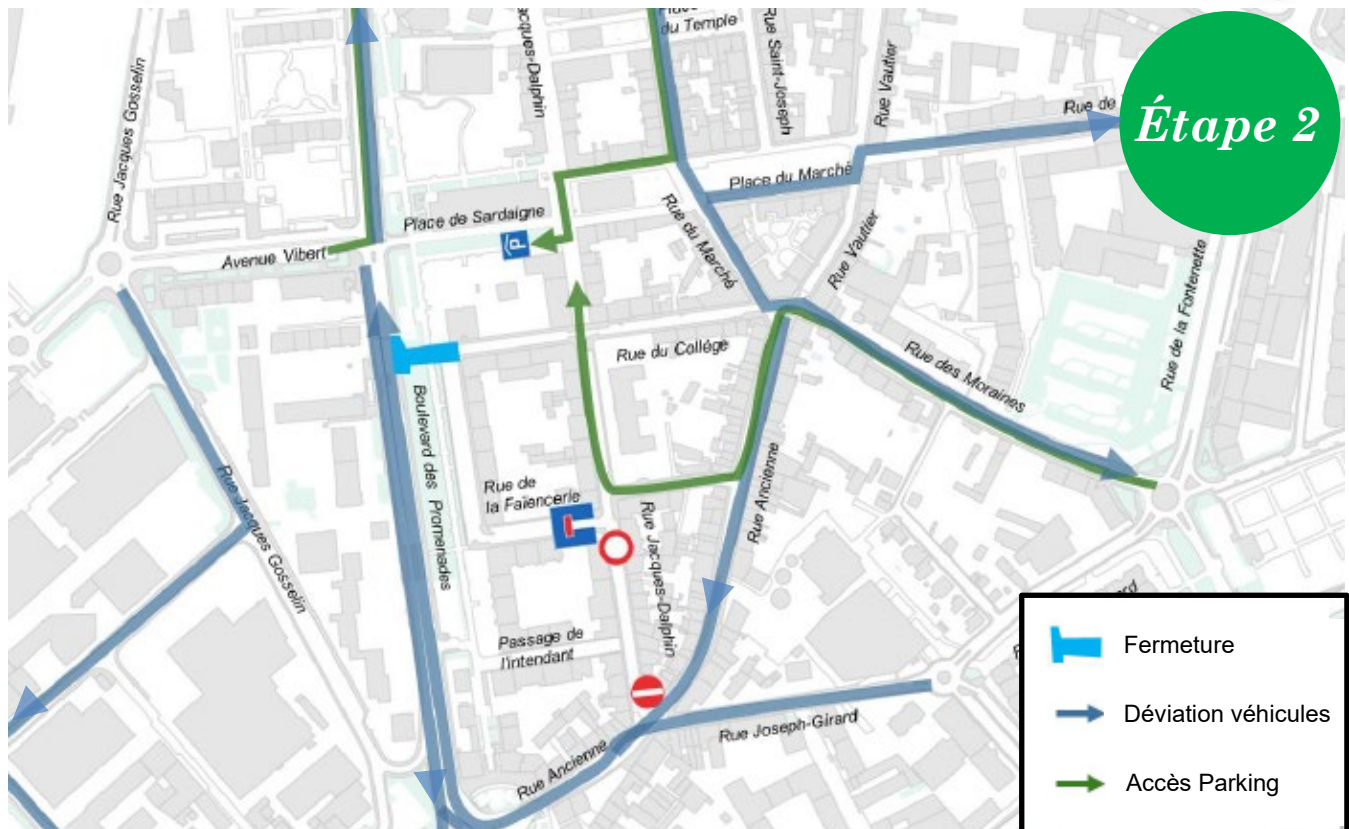 Place
du Temple
Jacques-Dalphin
Rue Saint-Joseph
Rue Vautier
Rue de
Étape 2
Rue Jacques Gosselin
Place du Marché
Place de Sardaigne
P
Avenue Vibert
Rue du Marché
Rue Vautier
Rue de la Fontenette
Rue du Collége
Rue des Moraines
Boulevard des Promenades
Rue de
la Faïencerie
Rue Ancienne
Rue Jacques Gosselin
Rue Jacques-Dalphin
Passage de
l'intendant
Rue Joseph-Girard
Rue Ancienne
Fermeture
Déviation véhicules
Accès Parking